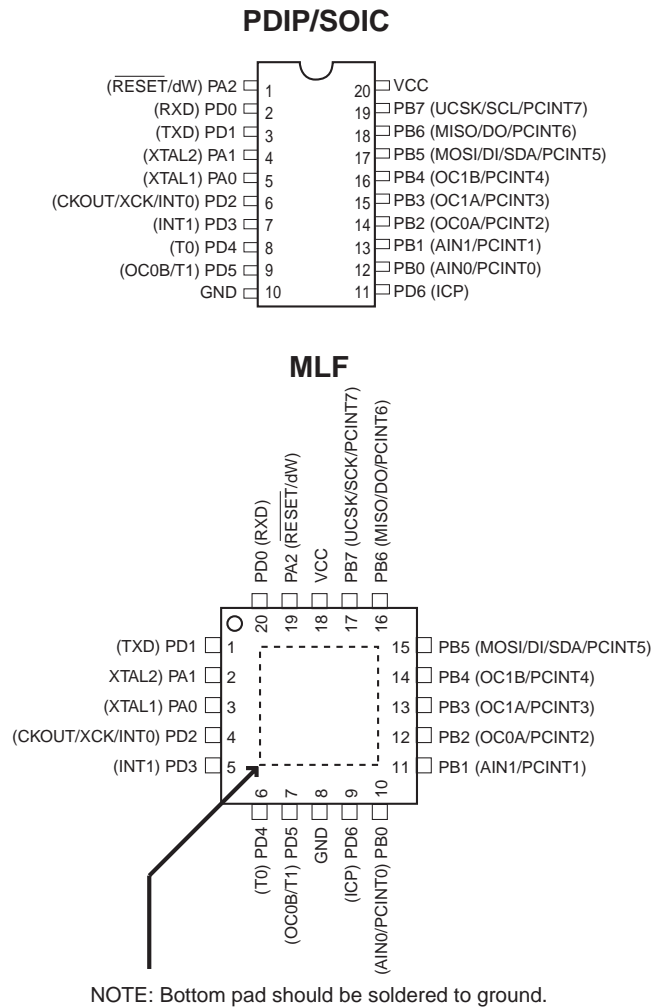 PDIP/SOIC
(RESET/dW) PA2 1 20 VCC
(RXD) PD0 2 19 PB7 (UCSK/SCL/PCINT7)
(TXD) PD1 3 18 PB6 (MISO/DO/PCINT6)
(XTAL2) PA1 4 17 PB5 (MOSI/DI/SDA/PCINT5)
(XTAL1) PA0 5 16 PB4 (OC1B/PCINT4)
(CKOUT/XCK/INT0) PD2 6 15 PB3 (OC1A/PCINT3)
(INT1) PD3 7 14 PB2 (OC0A/PCINT2)
(T0) PD4 8 13 PB1 (AIN1/PCINT1)
(OC0B/T1) PD5 9 12 PB0 (AIN0/PCINT0)
GND 10 11 PD6 (ICP)
MLF
PD0 (RXD)
PA2 (RESET/dW)
VCC
PB7 (UCSK/SCK/PCINT7)
PB6 (MISO/DO/PCINT6)
20 19 18 17 16
(TXD) PD1 1 15 PB5 (MOSI/DI/SDA/PCINT5)
XTAL2) PA1 2 14 PB4 (OC1B/PCINT4)
(XTAL1) PA0 3 13 PB3 (OC1A/PCINT3)
(CKOUT/XCK/INT0) PD2 4 12 PB2 (OC0A/PCINT2)
(INT1) PD3 5 11 PB1 (AIN1/PCINT1)
6 7 8 9 10
(T0) PD4
(OC0B/T1) PD5
GND
(ICP) PD6
(AIN0/PCINT0) PB0
NOTE: Bottom pad should be soldered to ground.